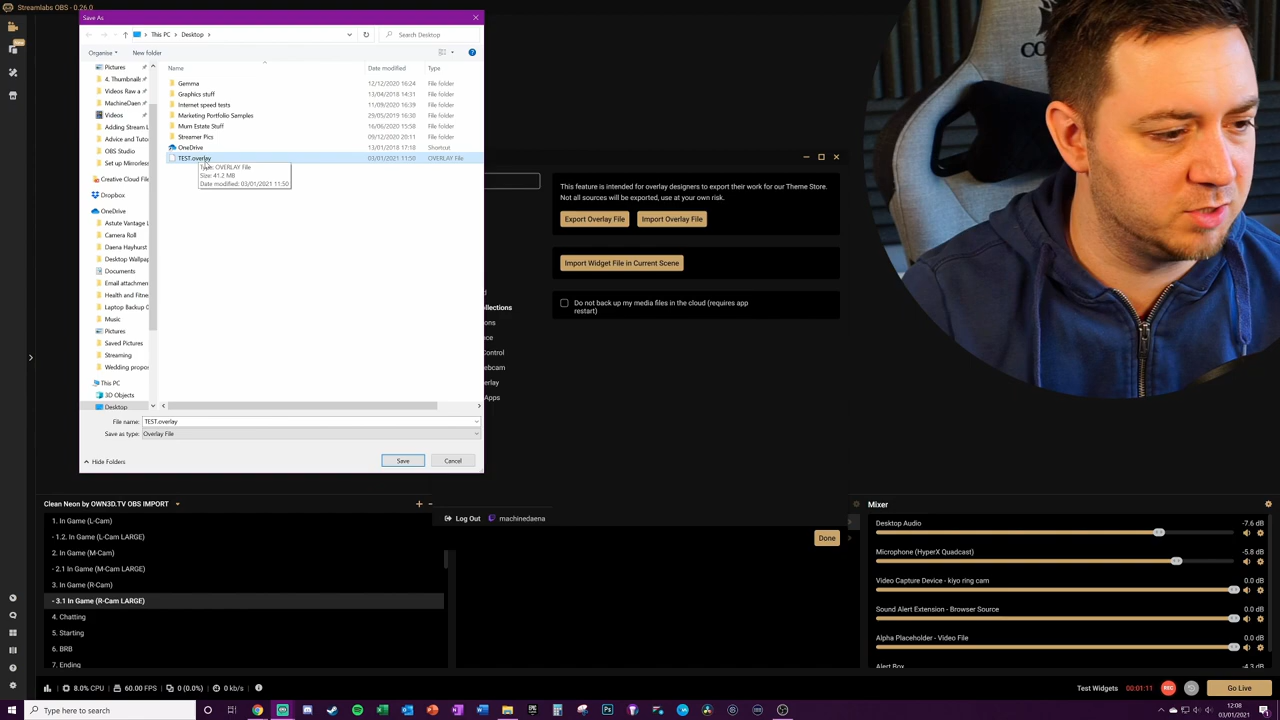 Streamlabs OBS - 0.26.0
Save As
This PC > Desktop >
Search Desktop
Organise
New folder
Name
Date modified
Type
Pictures
4. Thumbnails
Videos Raw a
MachineDaen
Videos
Adding Stream L
Advice and Tuto
OBS Studio
Set up Mirrorles
Creative Cloud File
Dropbox
OneDrive
Astute Vantage L
Camera Roll
Daena Hayhurst
Desktop Wallpap
Documents
Email attachmen
Health and Fitne
Laptop Backup O
Music
Pictures
Saved Pictures
Streaming
Wedding propo
This PC
3D Objects
Desktop
Gemma 12/12/2020 16:24 File folder
Graphics stuff 13/04/2018 14:31 File folder
Internet speed tests 11/09/2020 16:39 File folder
Marketing Portfolio Samples 29/05/2019 16:30 File folder
Mum Estate Stuff 16/06/2020 15:58 File folder
Streamer Pics 09/12/2020 20:11 File folder
OneDrive 13/01/2018 17:18 Shortcut
TEST.overlay 03/01/2021 11:50 OVERLAY File
Type: OVERLAY File
Size: 41.2 MB
Date modified: 03/01/2021 11:50
File name: TEST.overlay
Save as type: Overlay File
Hide Folders
Save
Cancel
This feature is intended for overlay designers to export their work for our Theme Store.
Not all sources will be exported, use at your own risk.
Export Overlay File
Import Overlay File
Import Widget File in Current Scene
Do not back up my media files in the cloud (requires app
restart)
d
ollections
ons
ce
Control
ebcam
erlay
Apps
Log Out machinedaena
Done
Clean Neon by OWN3D.TV OBS IMPORT
1. In Game (L-Cam)
- 1.2. In Game (L-Cam LARGE)
2. In Game (M-Cam)
- 2.1 In Game (M-Cam LARGE)
3. In Game (R-Cam)
- 3.1 In Game (R-Cam LARGE)
4. Chatting
5. Starting
6. BRB
7. Ending
Mixer
Desktop Audio -7.6 dB
Microphone (HyperX Quadcast) -5.8 dB
Video Capture Device - kiyo ring cam 0.0 dB
Sound Alert Extension - Browser Source 0.0 dB
Alpha Placeholder - Video File 0.0 dB
Alert Box -4.3 dB
8.0% CPU
60.00 FPS
0 (0.0%)
0 kb/s
Test Widgets
00:01:11
REC
Go Live
Type here to search
12:08
03/01/2021